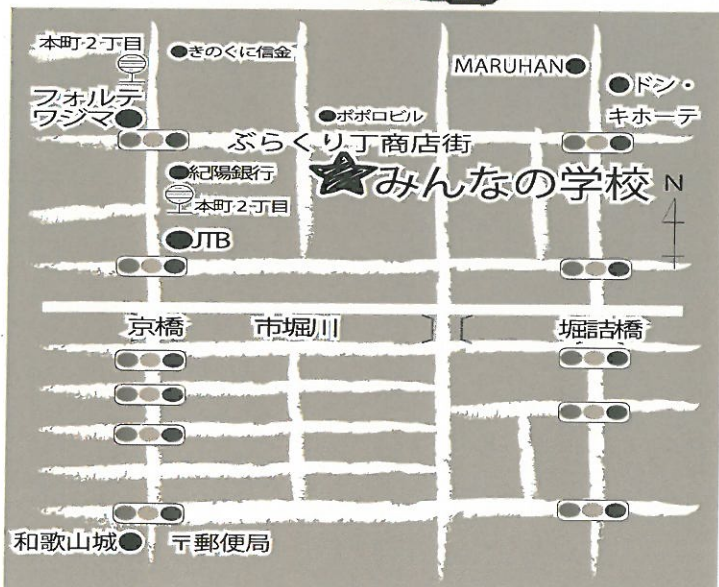 本町2丁目
きのくに信金
MARUHAN
ドン・
キホーテ
フォルテ
ワジマ
ポポロビル
ぶらくり丁商店街
紀陽銀行
みんなの学校
N
本町2丁目
JTB
京橋
市堀川
堀詰橋
和歌山城
〒郵便局